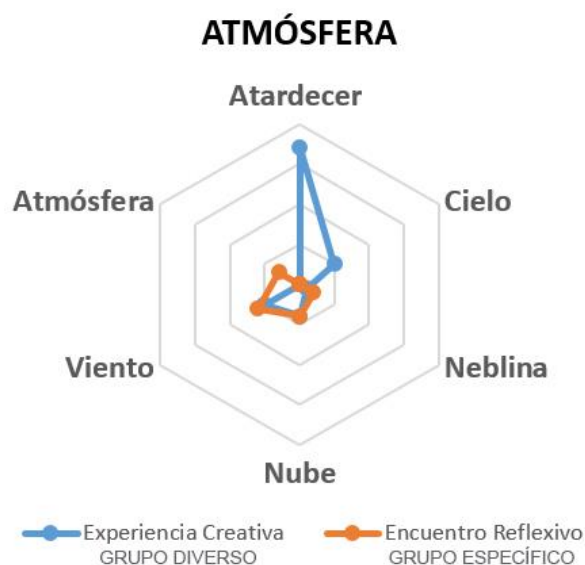 ATMÓSFERA
Atardecer
Atmósfera
Cielo
Viento
Neblina
Nube
Experiencia Creativa
GRUPO DIVERSO
Encuentro Reflexivo
GRUPO ESPECÍFICO